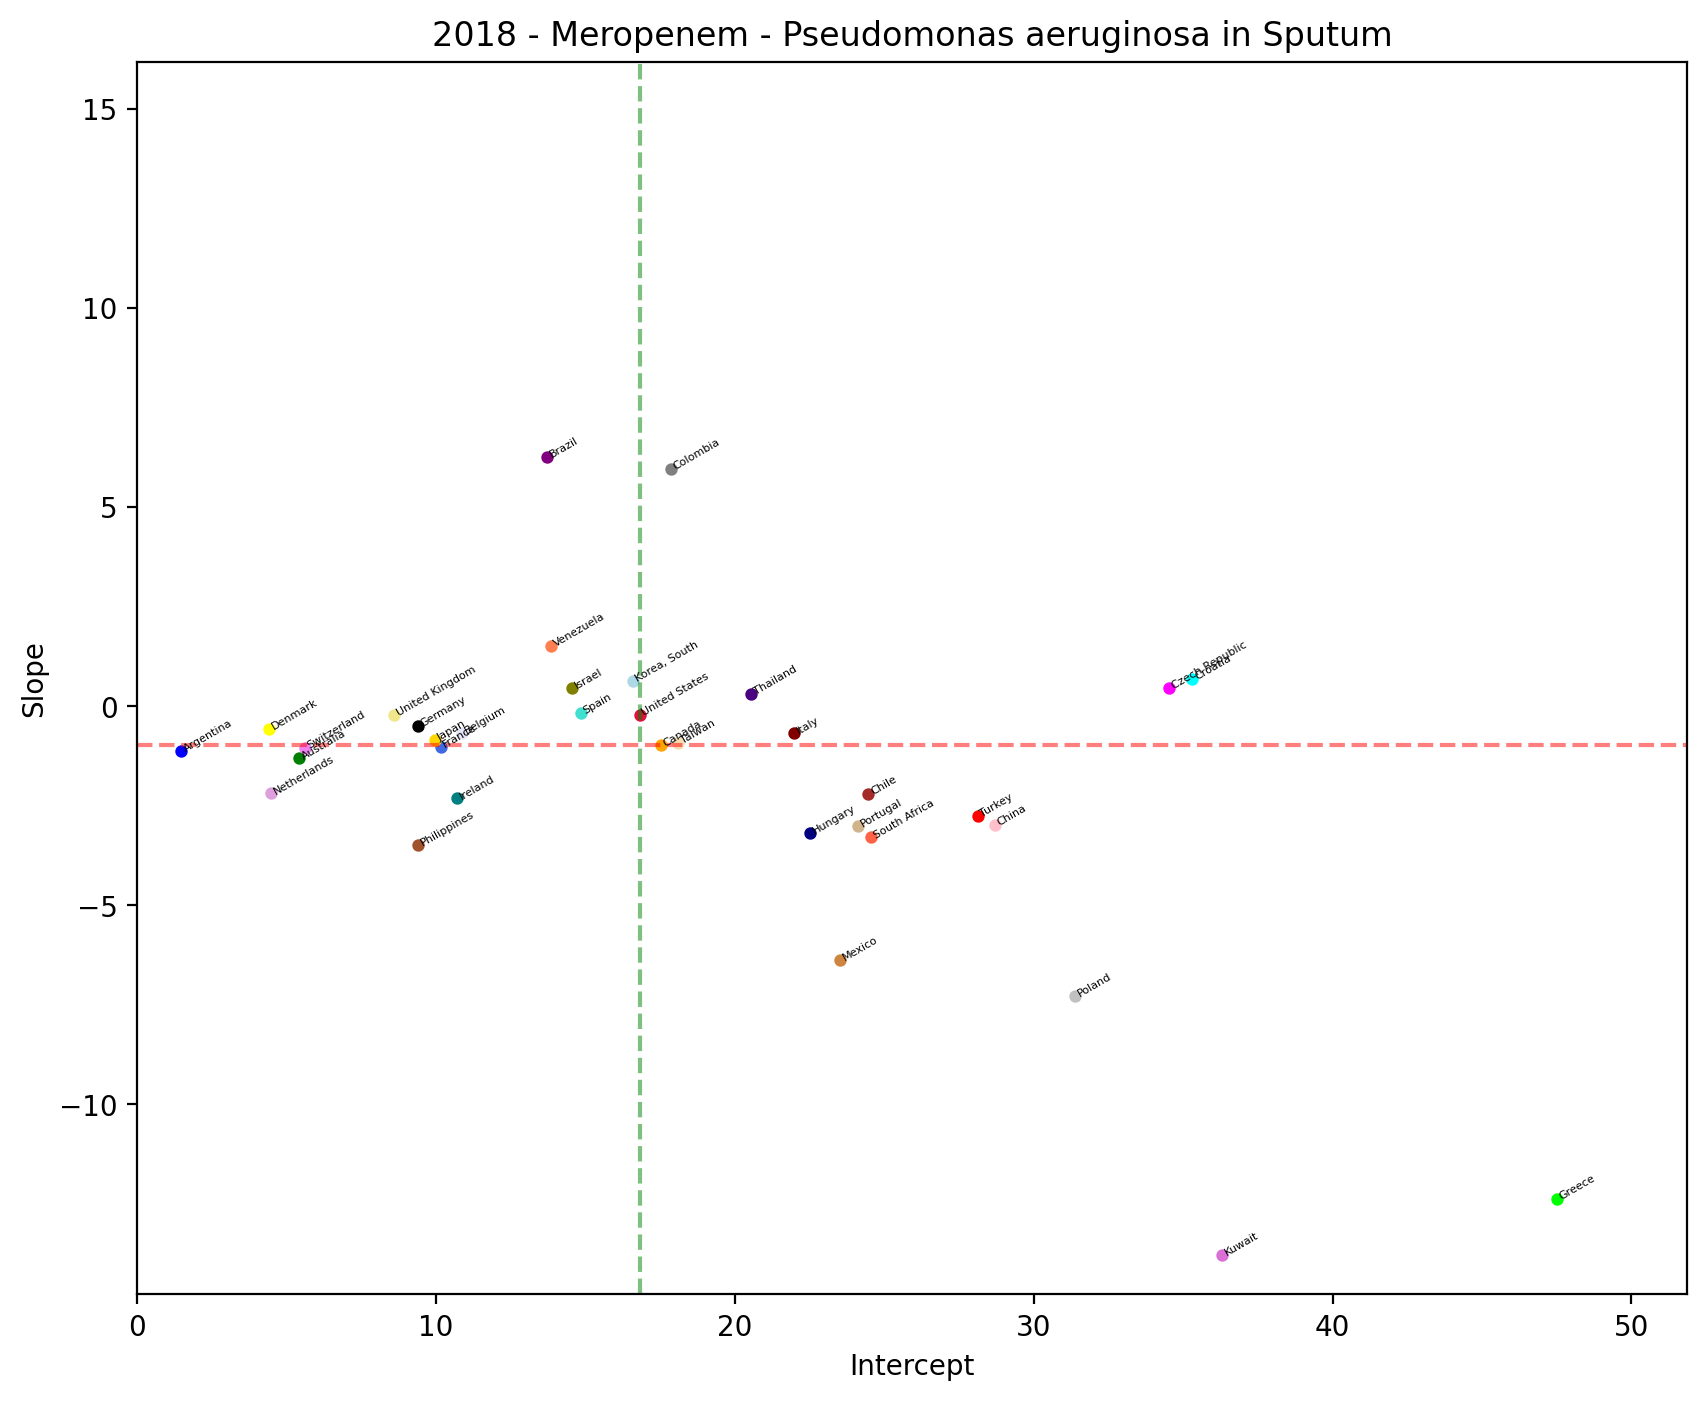 2018 - Meropenem - Pseudomonas aeruginosa in Sputum
Slope
15
10
5
0
−5
−10
Brazil
Colombia
Venezuela
Israel
Korea, South
Spain
United States
Thailand
Czech Republic
Croatia
Argentina
Denmark
United Kingdom
Germany
Switzerland
Australia
Japan
Belgium
France
Canada
Taiwan
Italy
Netherlands
Ireland
Philippines
Chile
Hungary
Portugal
South Africa
Turkey
China
Mexico
Poland
Greece
Kuwait
0
10
20
30
40
50
Intercept